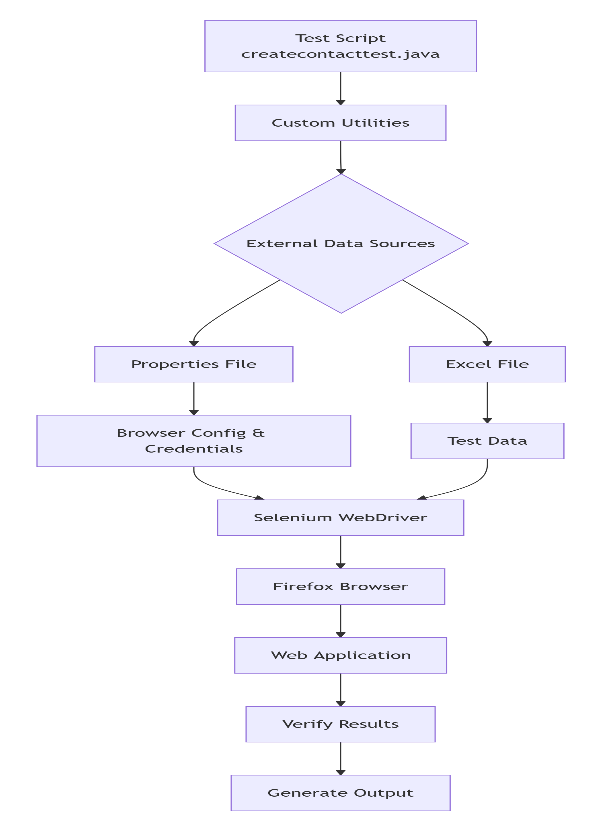 Test Script
createcontacttest.java
Custom Utilities
External Data Sources
Properties File
Excel File
Browser Config &
Credentials
Test Data
Selenium WebDriver
Firefox Browser
Web Application
Verify Results
Generate Output